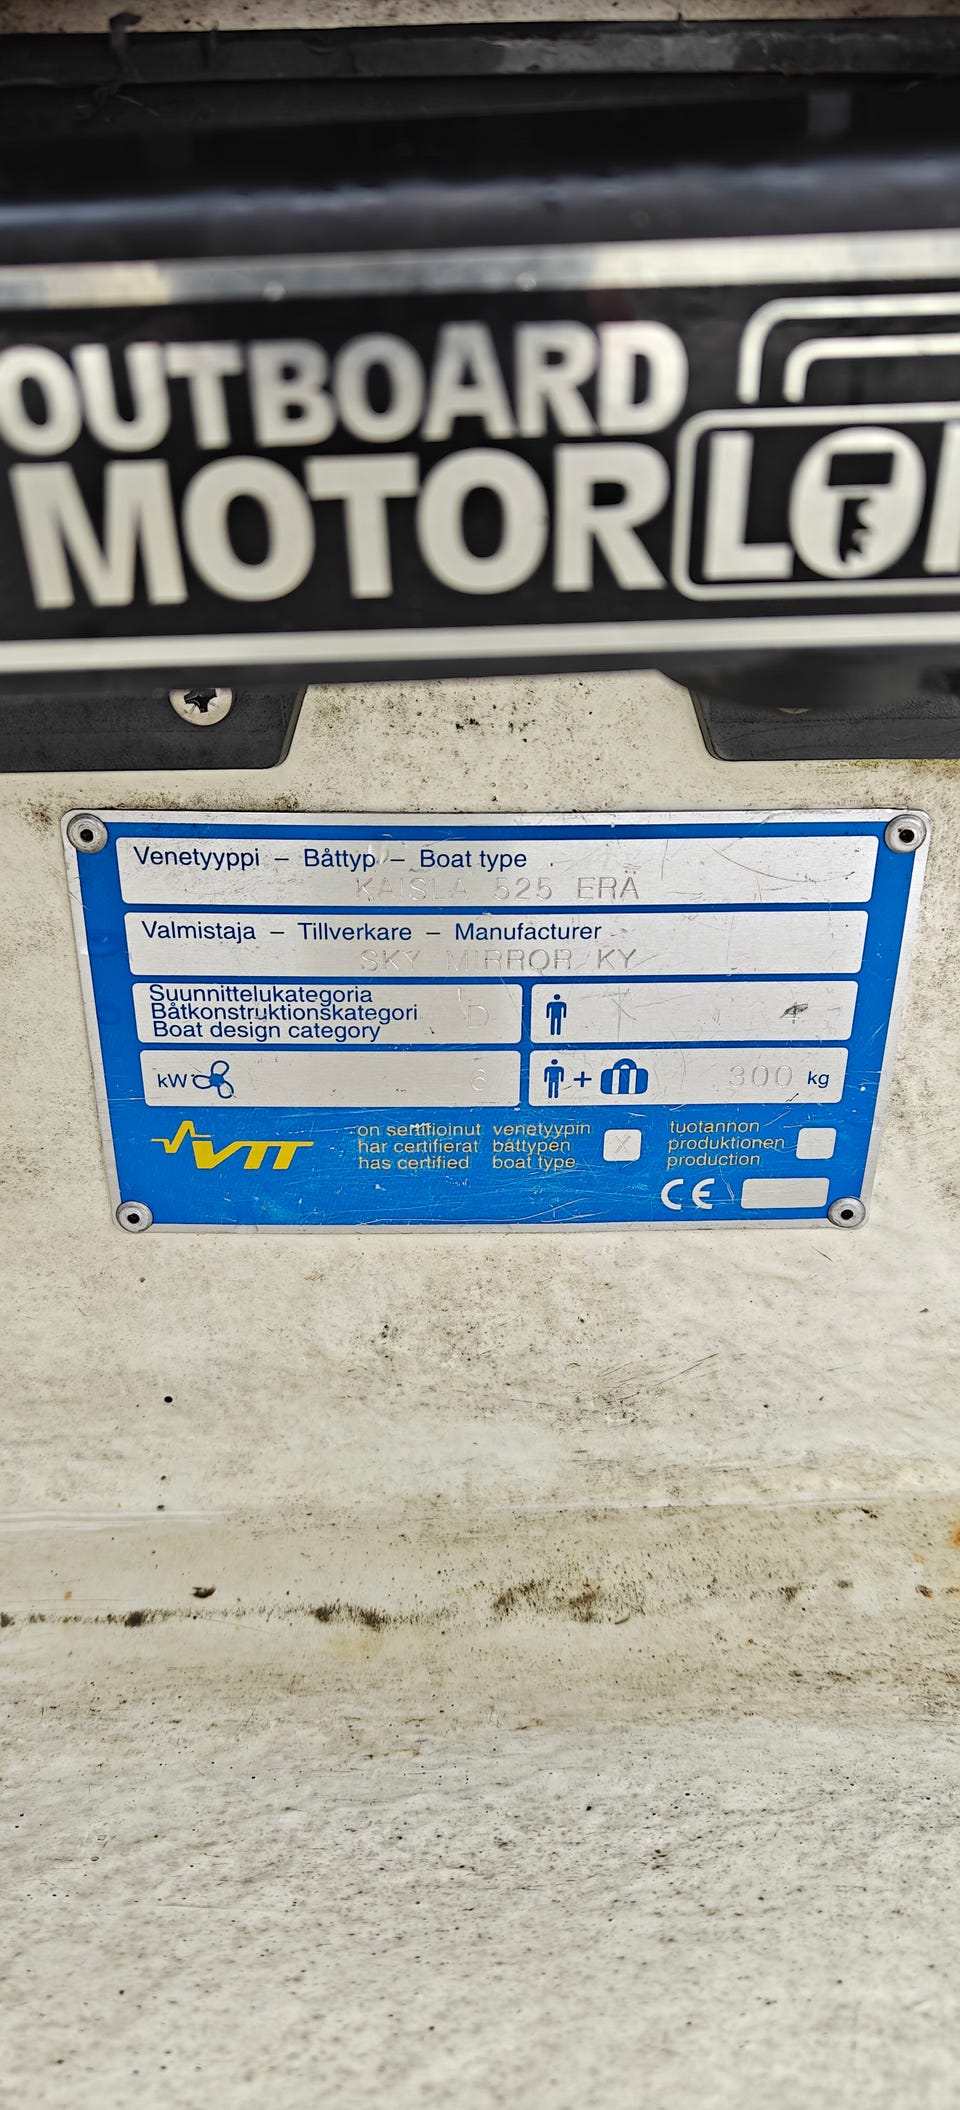 OUTBOARD
MOTOR LO
Venetyyppi – Båttyp – Boat type
KAISLA 525 ERÄ
Valmistaja – Tillverkare – Manufacturer
SKY MIRROR KY
Suunnittelukategoria
Båtkonstruktionskategori
Boat design category
D
4
kW
6
+
300 kg
VTT
on sertifioinut venetyypin
har certifierat båttypen
has certified boat type
X
tuotannon
produktionen
production
CE